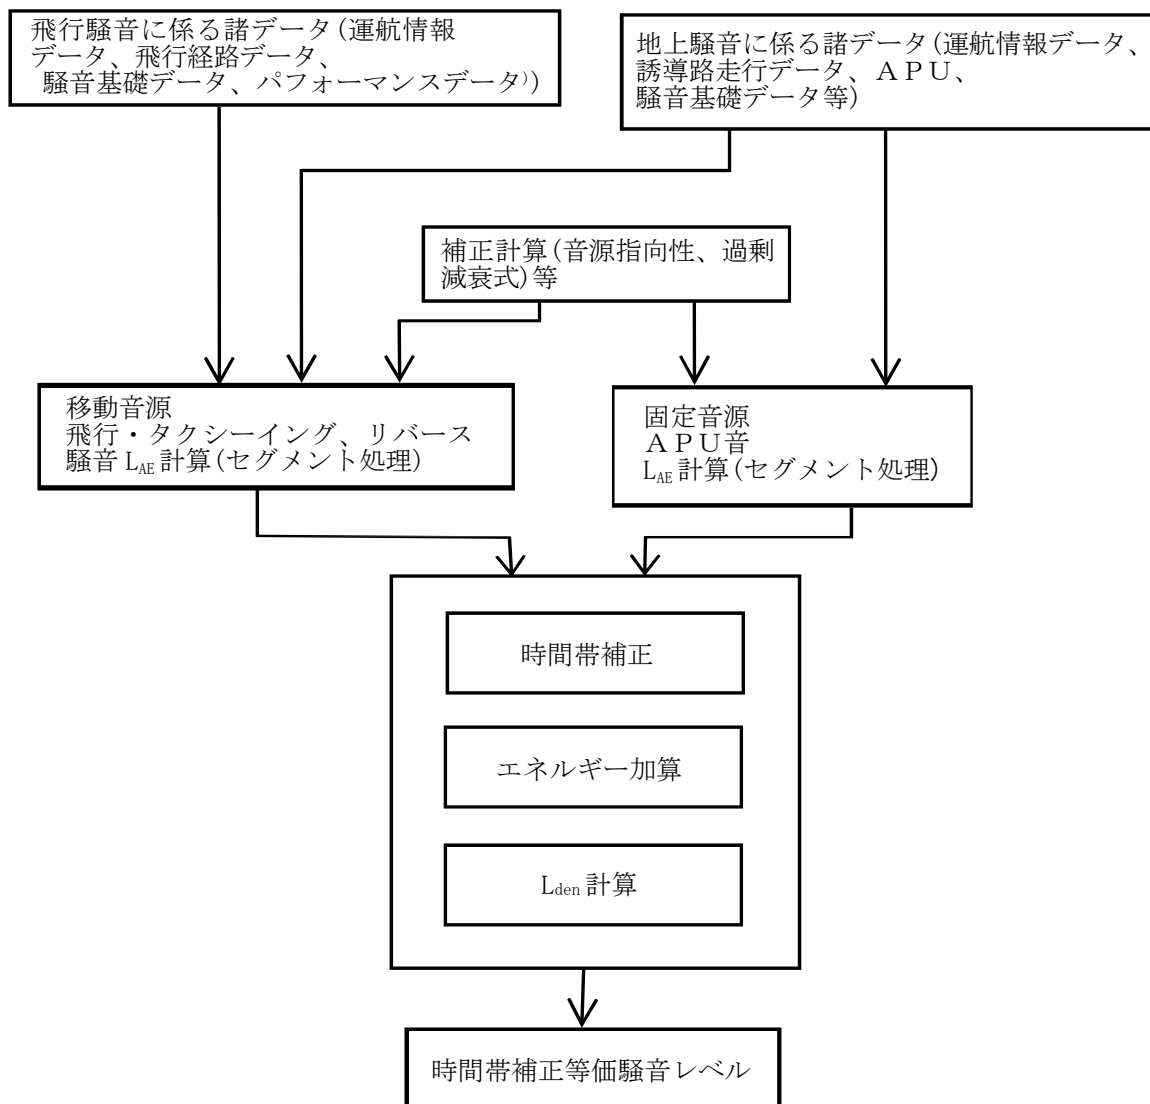 飛行騒音に係る諸データ(運航情報
データ、飛行経路データ、
騒音基礎データ、パフォーマンスデータ))
地上騒音に係る諸データ(運航情報データ、
誘導路走行データ、APU、
騒音基礎データ等)
補正計算(音源指向性、過剰
減衰式)等
移動音源
飛行・タクシーイング、リバース
騒音 LAE 計算(セグメント処理)
固定音源
APU音
LAE 計算(セグメント処理)
時間帯補正
エネルギー加算
Lden 計算
時間帯補正等価騒音レベル